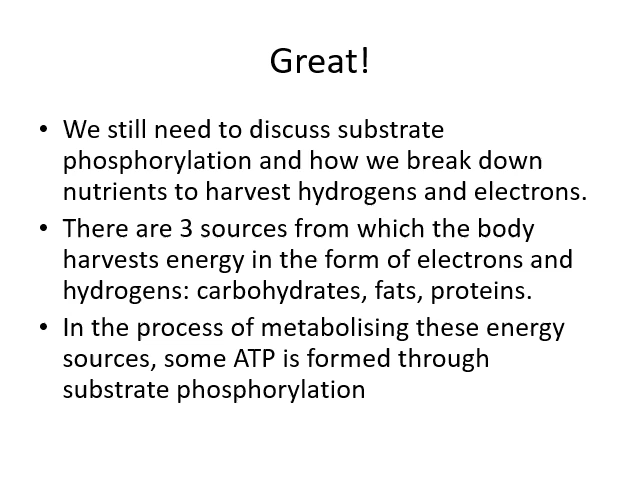 Great!
• We still need to discuss substrate
phosphorylation and how we break down
nutrients to harvest hydrogens and electrons.
• There are 3 sources from which the body
harvests energy in the form of electrons and
hydrogens: carbohydrates, fats, proteins.
• In the process of metabolising these energy
sources, some ATP is formed through
substrate phosphorylation